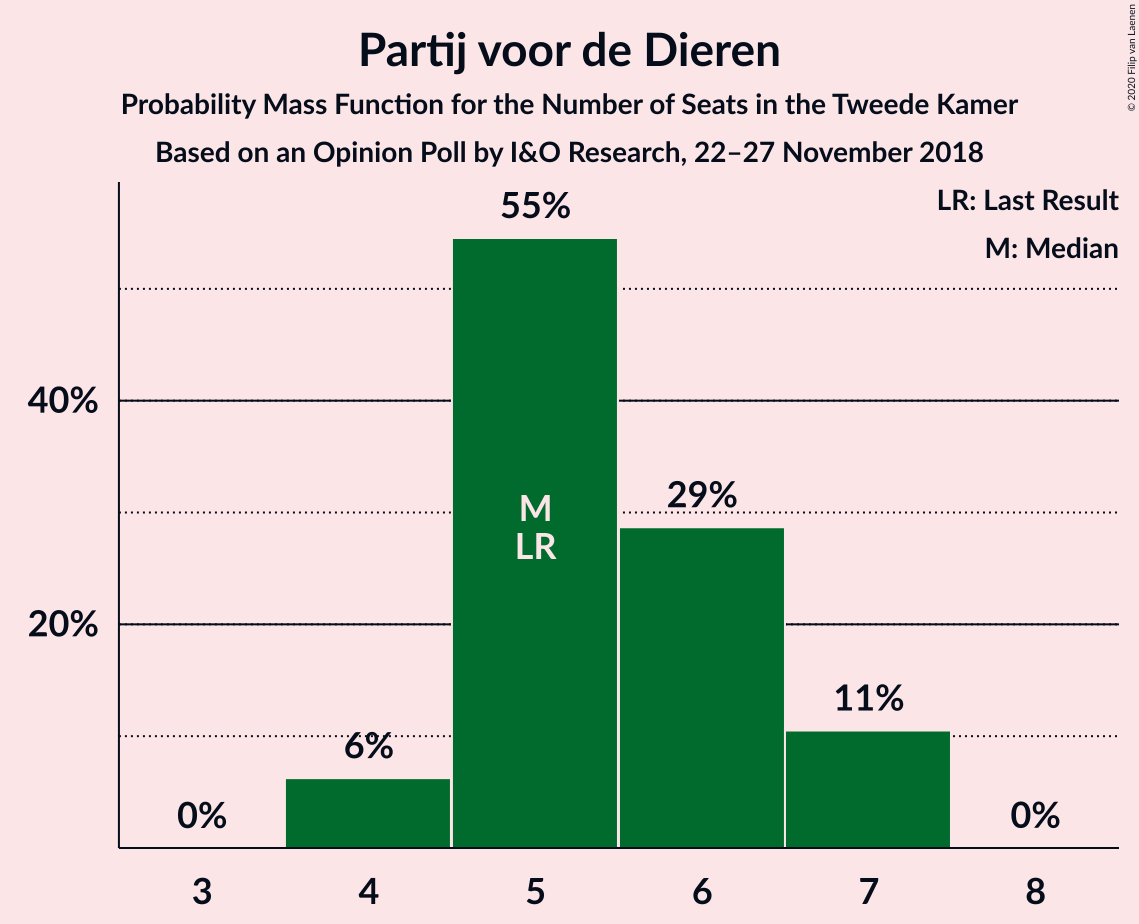 Partij voor de Dieren
Probability Mass Function for the Number of Seats in the Tweede Kamer
Based on an Opinion Poll by I&O Research, 22–27 November 2018
© 2020 Filip van Laenen
LR: Last Result
M: Median
55%
40%
29%
M
LR
20%
11%
6%
0%
0%
3 4 5 6 7 8